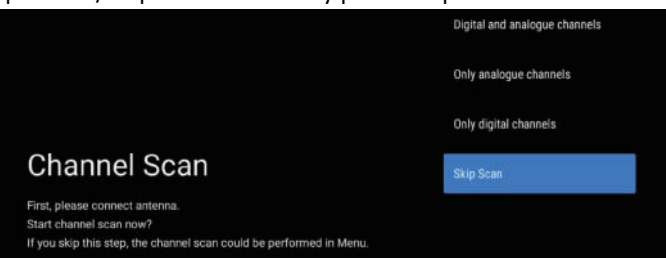 Digital and analogue channels
Only analogue channels
Only digital channels
Skip Scan
Channel Scan
First, please connect antenna.
Start channel scan now?
If you skip this step, the channel scan could be performed in Menu.